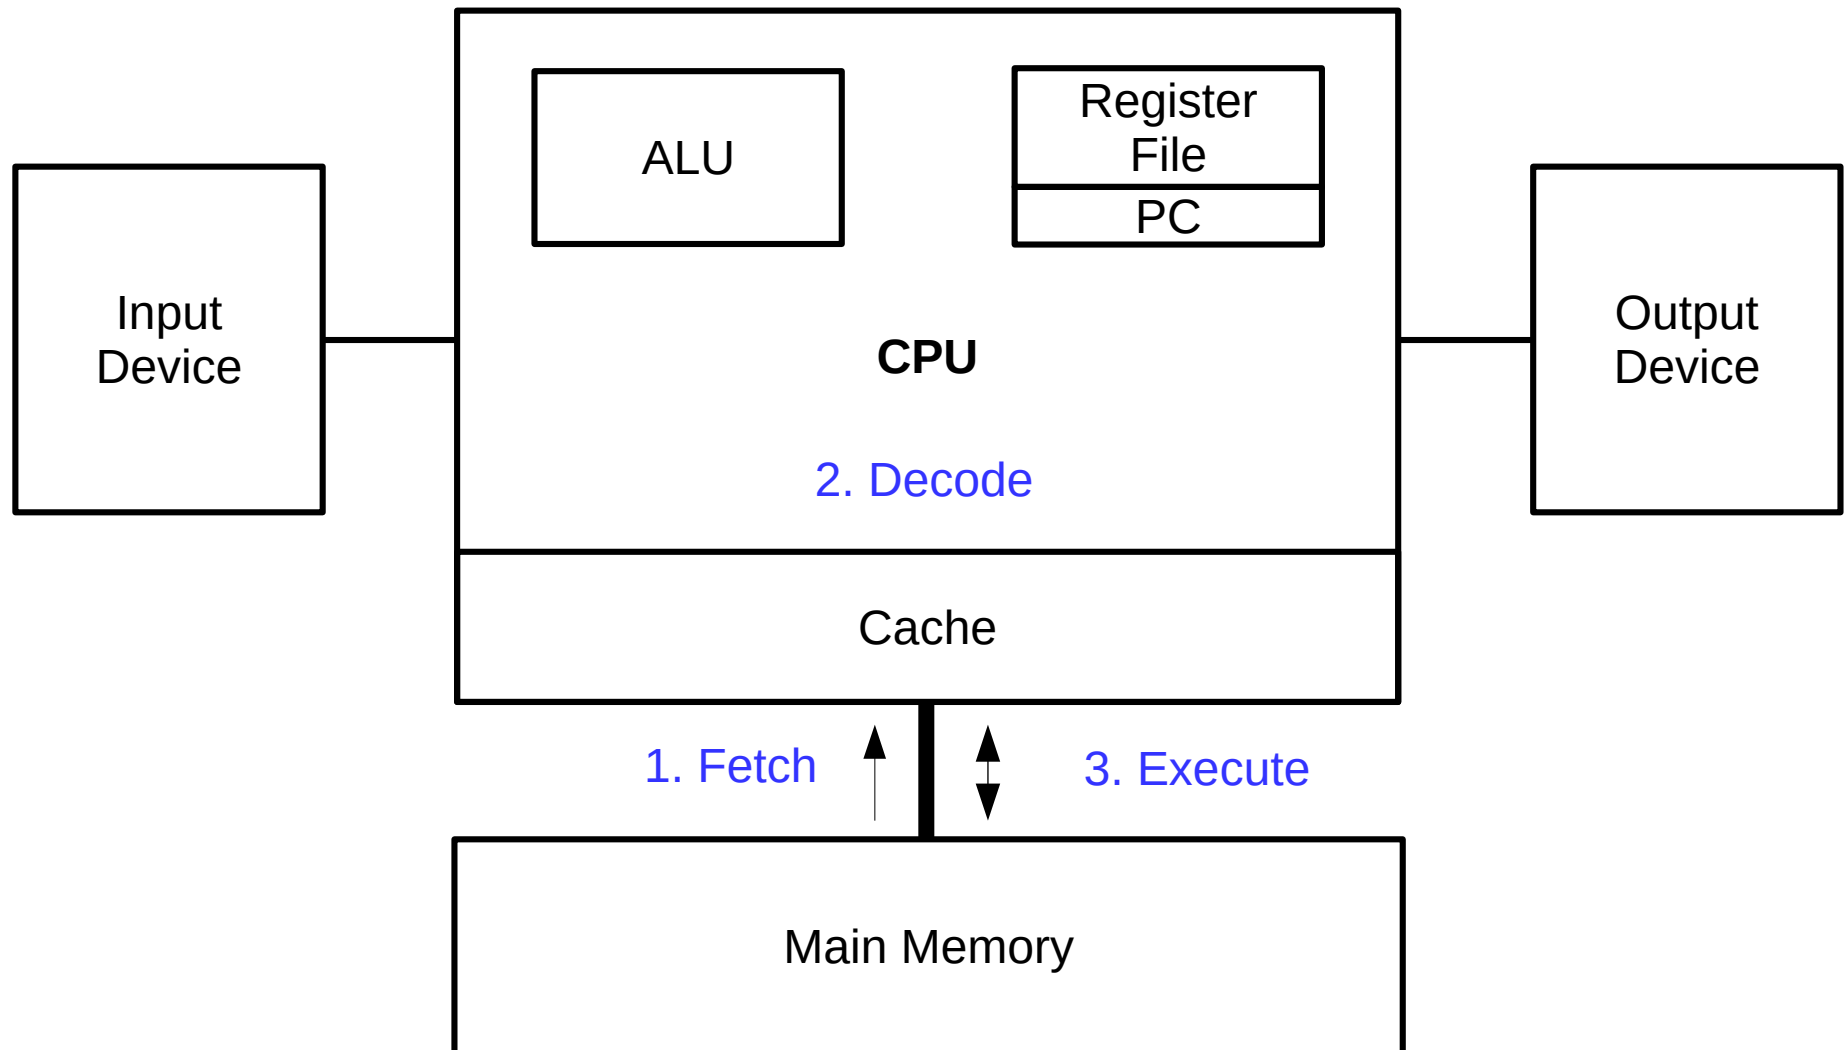 ALU
Register
File
PC
Input
Device
CPU
Output
Device
2. Decode
Cache
1. Fetch
3. Execute
Main Memory